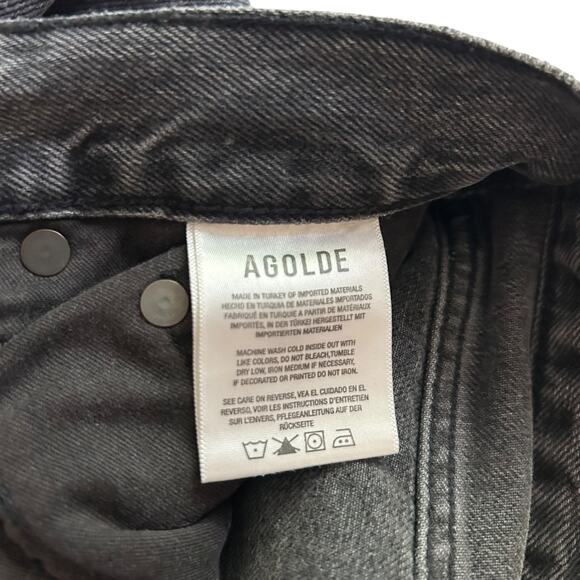 AGOLDE
MADE IN TURKEY OF IMPORTED MATERIALS
HECHO EN TURQUIA DE MATERIALES IMPORTADOS
FABRIQUÉ EN TURQUIE A PARTIR DE MATÉRIAUX
IMPORTÉS, IN DER TÜRKEI HERGESTELLT MIT
IMPORTIERTEN MATERIALIEN
MACHINE WASH COLD INSIDE OUT WITH
LIKE COLORS, DO NOT BLEACH,TUMBLE
DRY LOW, IRON MEDIUM IF NECESSARY,
IF DECORATED OR PRINTED DO NOT IRON.
SEE CARE ON REVERSE, VEA EL CUIDADO EN EL
REVERSO, VOIR LES INSTRUCTIONS D'ENTRETIEN
SUR L'ENVERS, PFLEGEANLEITUNG AUF DER
RÜCKSEITE